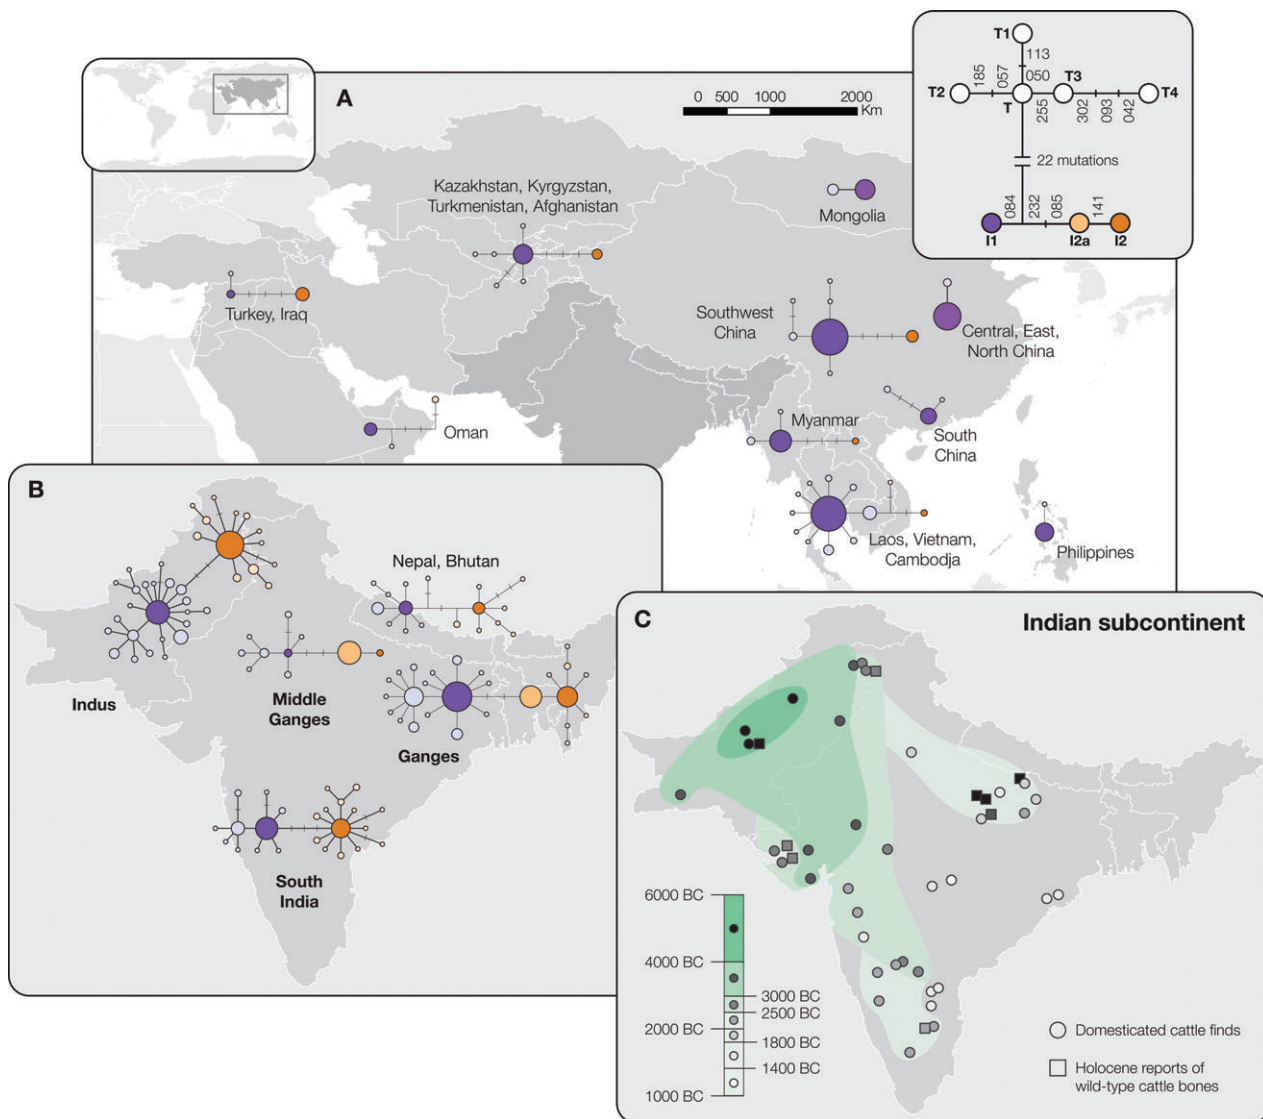 A
0 500 1000 2000
Km
T1
113
050
185
057
T2
T
T3
255
302
093
042
T4
22 mutations
084
232
085
141
I1
I2a
I2
Kazakhstan, Kyrgyzstan,
Turkmenistan, Afghanistan
Mongolia
Turkey, Iraq
Southwest
China
Central, East,
North China
Oman
Myanmar
South
China
Laos, Vietnam,
Cambodja
Philippines
B
Nepal, Bhutan
Indus
Middle
Ganges
Ganges
South
India
C
Indian subcontinent
6000 BC
4000 BC
3000 BC
2500 BC
2000 BC
1800 BC
1400 BC
1000 BC
Domesticated cattle finds
Holocene reports of
wild-type cattle bones